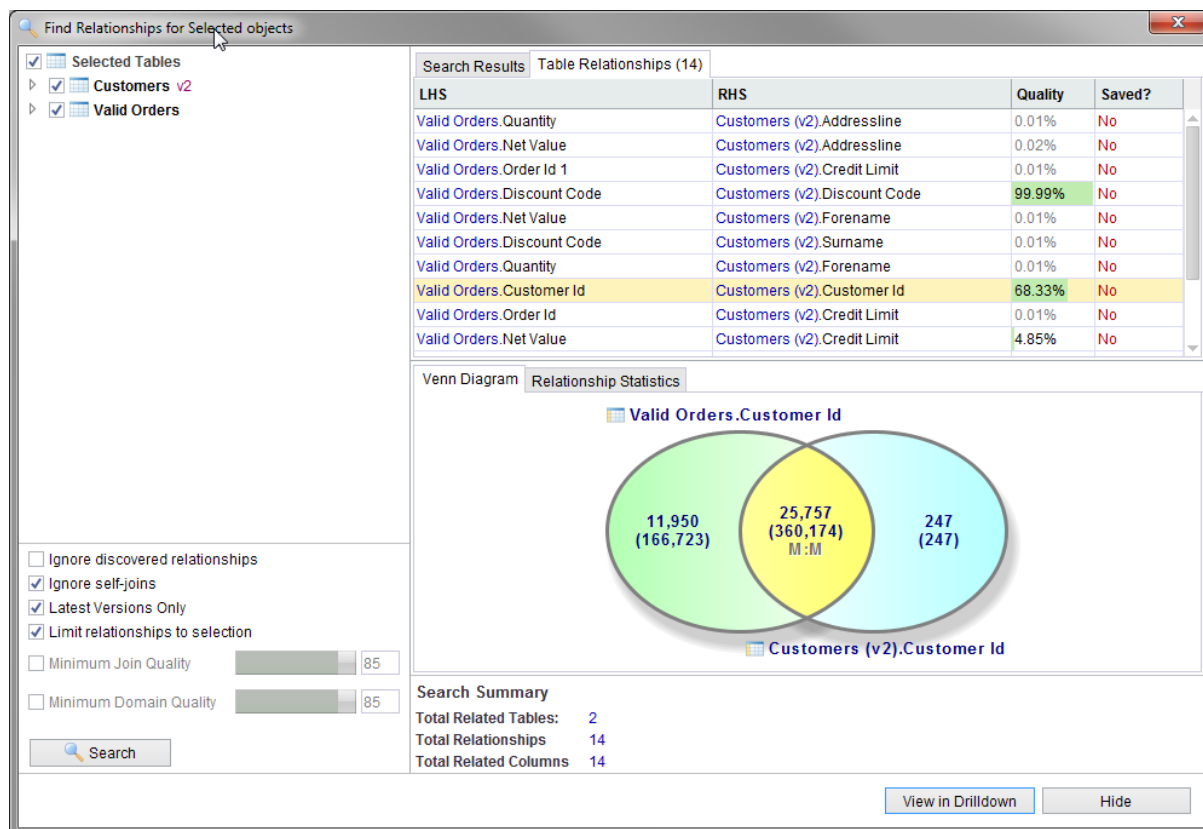 Find Relationships for Selected objects
x
Selected Tables
Customers v2
Valid Orders
Search Results Table Relationships (14)
LHS RHS Quality Saved?
Valid Orders.Quantity Customers (v2).Addressline 0.01% No
Valid Orders.Net Value Customers (v2).Addressline 0.02% No
Valid Orders.Order Id 1 Customers (v2).Credit Limit 0.01% No
Valid Orders.Discount Code Customers (v2).Discount Code 99.99% No
Valid Orders.Net Value Customers (v2).Forename 0.01% No
Valid Orders.Discount Code Customers (v2).Surname 0.01% No
Valid Orders.Quantity Customers (v2).Forename 0.01% No
Valid Orders.Customer Id Customers (v2).Customer Id 68.33% No
Valid Orders.Order Id Customers (v2).Credit Limit 0.01% No
Valid Orders.Net Value Customers (v2).Credit Limit 4.85% No
Venn Diagram Relationship Statistics
Valid Orders.Customer Id
11,950
(166,723)
25,757
(360,174)
M:M
247
(247)
Customers (v2).Customer Id
Ignore discovered relationships
Ignore self-joins
Latest Versions Only
Limit relationships to selection
Minimum Join Quality 85
Minimum Domain Quality 85
Search
Search Summary
Total Related Tables: 2
Total Relationships 14
Total Related Columns 14
View in Drilldown Hide